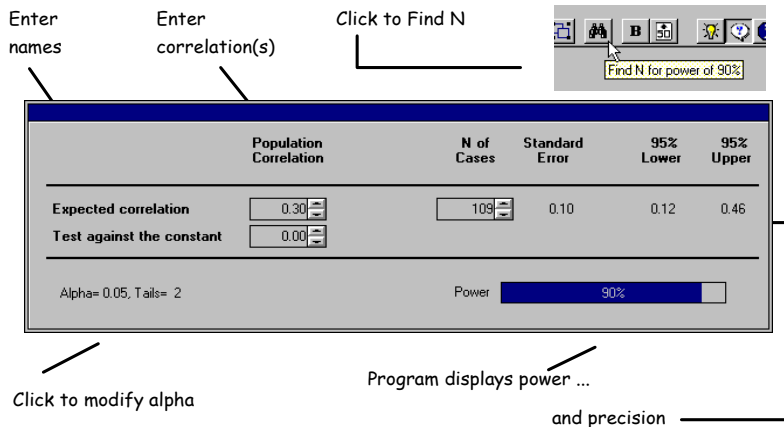 Enter names
Enter correlation(s)
Click to Find N
B
Find N for power of 90%
Population Correlation
N of Cases
Standard Error
95% Lower
95% Upper
Expected correlation 0.30 109 0.10 0.12 0.46
Test against the constant 0.00
Alpha= 0.05, Tails= 2
Power 90%
Click to modify alpha
Program displays power ...
and precision